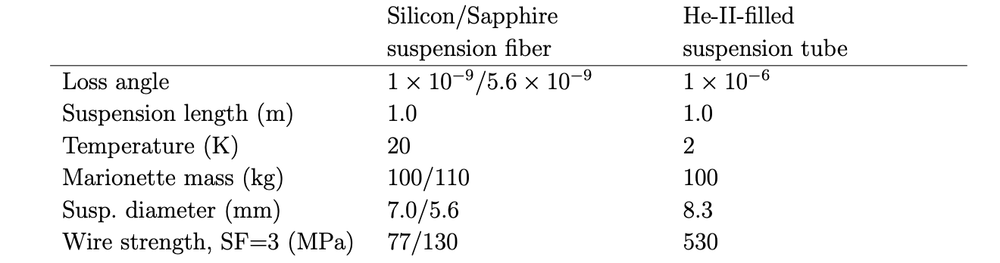 Silicon/Sapphire He-II-filled
suspension fiber suspension tube
Loss angle 1 × 10⁻⁹/5.6 × 10⁻⁹ 1 × 10⁻⁶
Suspension length (m) 1.0 1.0
Temperature (K) 20 2
Marionette mass (kg) 100/110 100
Susp. diameter (mm) 7.0/5.6 8.3
Wire strength, SF=3 (MPa) 77/130 530